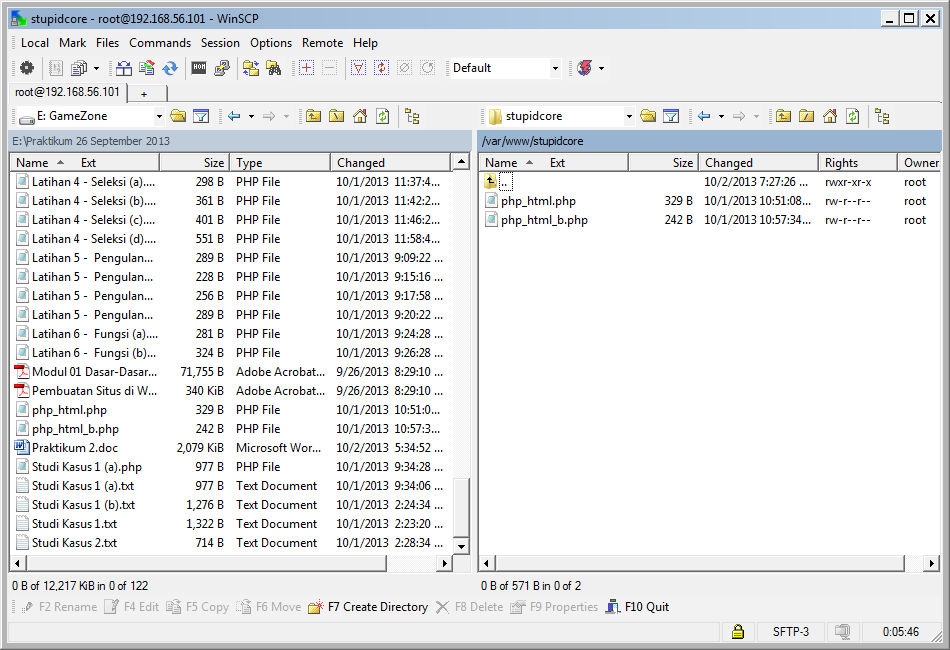 stupidcore - root@192.168.56.101 - WinSCP
Local Mark Files Commands Session Options Remote Help
Default
root@192.168.56.101 +
E: GameZone stupidcore
E:\Praktikum 26 September 2013 /var/www/stupidcore
Name Ext Size Type Changed Name Ext Size Changed Rights Owner
Latihan 4 - Seleksi (a).... 298 B PHP File 10/1/2013 11:37:4... .. 10/2/2013 7:27:26 ... rwxr-xr-x root
Latihan 4 - Seleksi (b).... 361 B PHP File 10/1/2013 11:42:2... php_html.php 329 B 10/1/2013 10:51:08... rw-r--r-- root
Latihan 4 - Seleksi (c).... 401 B PHP File 10/1/2013 11:46:2... php_html_b.php 242 B 10/1/2013 10:57:34... rw-r--r-- root
Latihan 4 - Seleksi (d).... 551 B PHP File 10/1/2013 11:58:4...
Latihan 5 - Pengulan... 289 B PHP File 10/1/2013 9:09:22 ...
Latihan 5 - Pengulan... 228 B PHP File 10/1/2013 9:15:16 ...
Latihan 5 - Pengulan... 256 B PHP File 10/1/2013 9:17:58 ...
Latihan 5 - Pengulan... 289 B PHP File 10/1/2013 9:20:22 ...
Latihan 6 - Fungsi (a).... 281 B PHP File 10/1/2013 9:24:28 ...
Latihan 6 - Fungsi (b)... 324 B PHP File 10/1/2013 9:26:28 ...
Modul 01 Dasar-Dasar... 71,755 B Adobe Acrobat... 9/26/2013 8:29:10 ...
Pembuatan Situs di W... 340 KiB Adobe Acrobat... 9/26/2013 8:29:10 ...
php_html.php 329 B PHP File 10/1/2013 10:51:0...
php_html_b.php 242 B PHP File 10/1/2013 10:57:3...
Praktikum 2.doc 2,079 KiB Microsoft Wor... 10/2/2013 5:34:52 ...
Studi Kasus 1 (a).php 977 B PHP File 10/1/2013 9:34:28 ...
Studi Kasus 1 (a).txt 977 B Text Document 10/1/2013 9:34:06 ...
Studi Kasus 1 (b).txt 1,276 B Text Document 10/1/2013 2:24:34 ...
Studi Kasus 1.txt 1,322 B Text Document 10/1/2013 2:23:20 ...
Studi Kasus 2.txt 714 B Text Document 10/1/2013 2:28:34 ...
0 B of 12,217 KiB in 0 of 122 0 B of 571 B in 0 of 2
F2 Rename F4 Edit F5 Copy F6 Move F7 Create Directory F8 Delete F9 Properties F10 Quit
SFTP-3 0:05:46